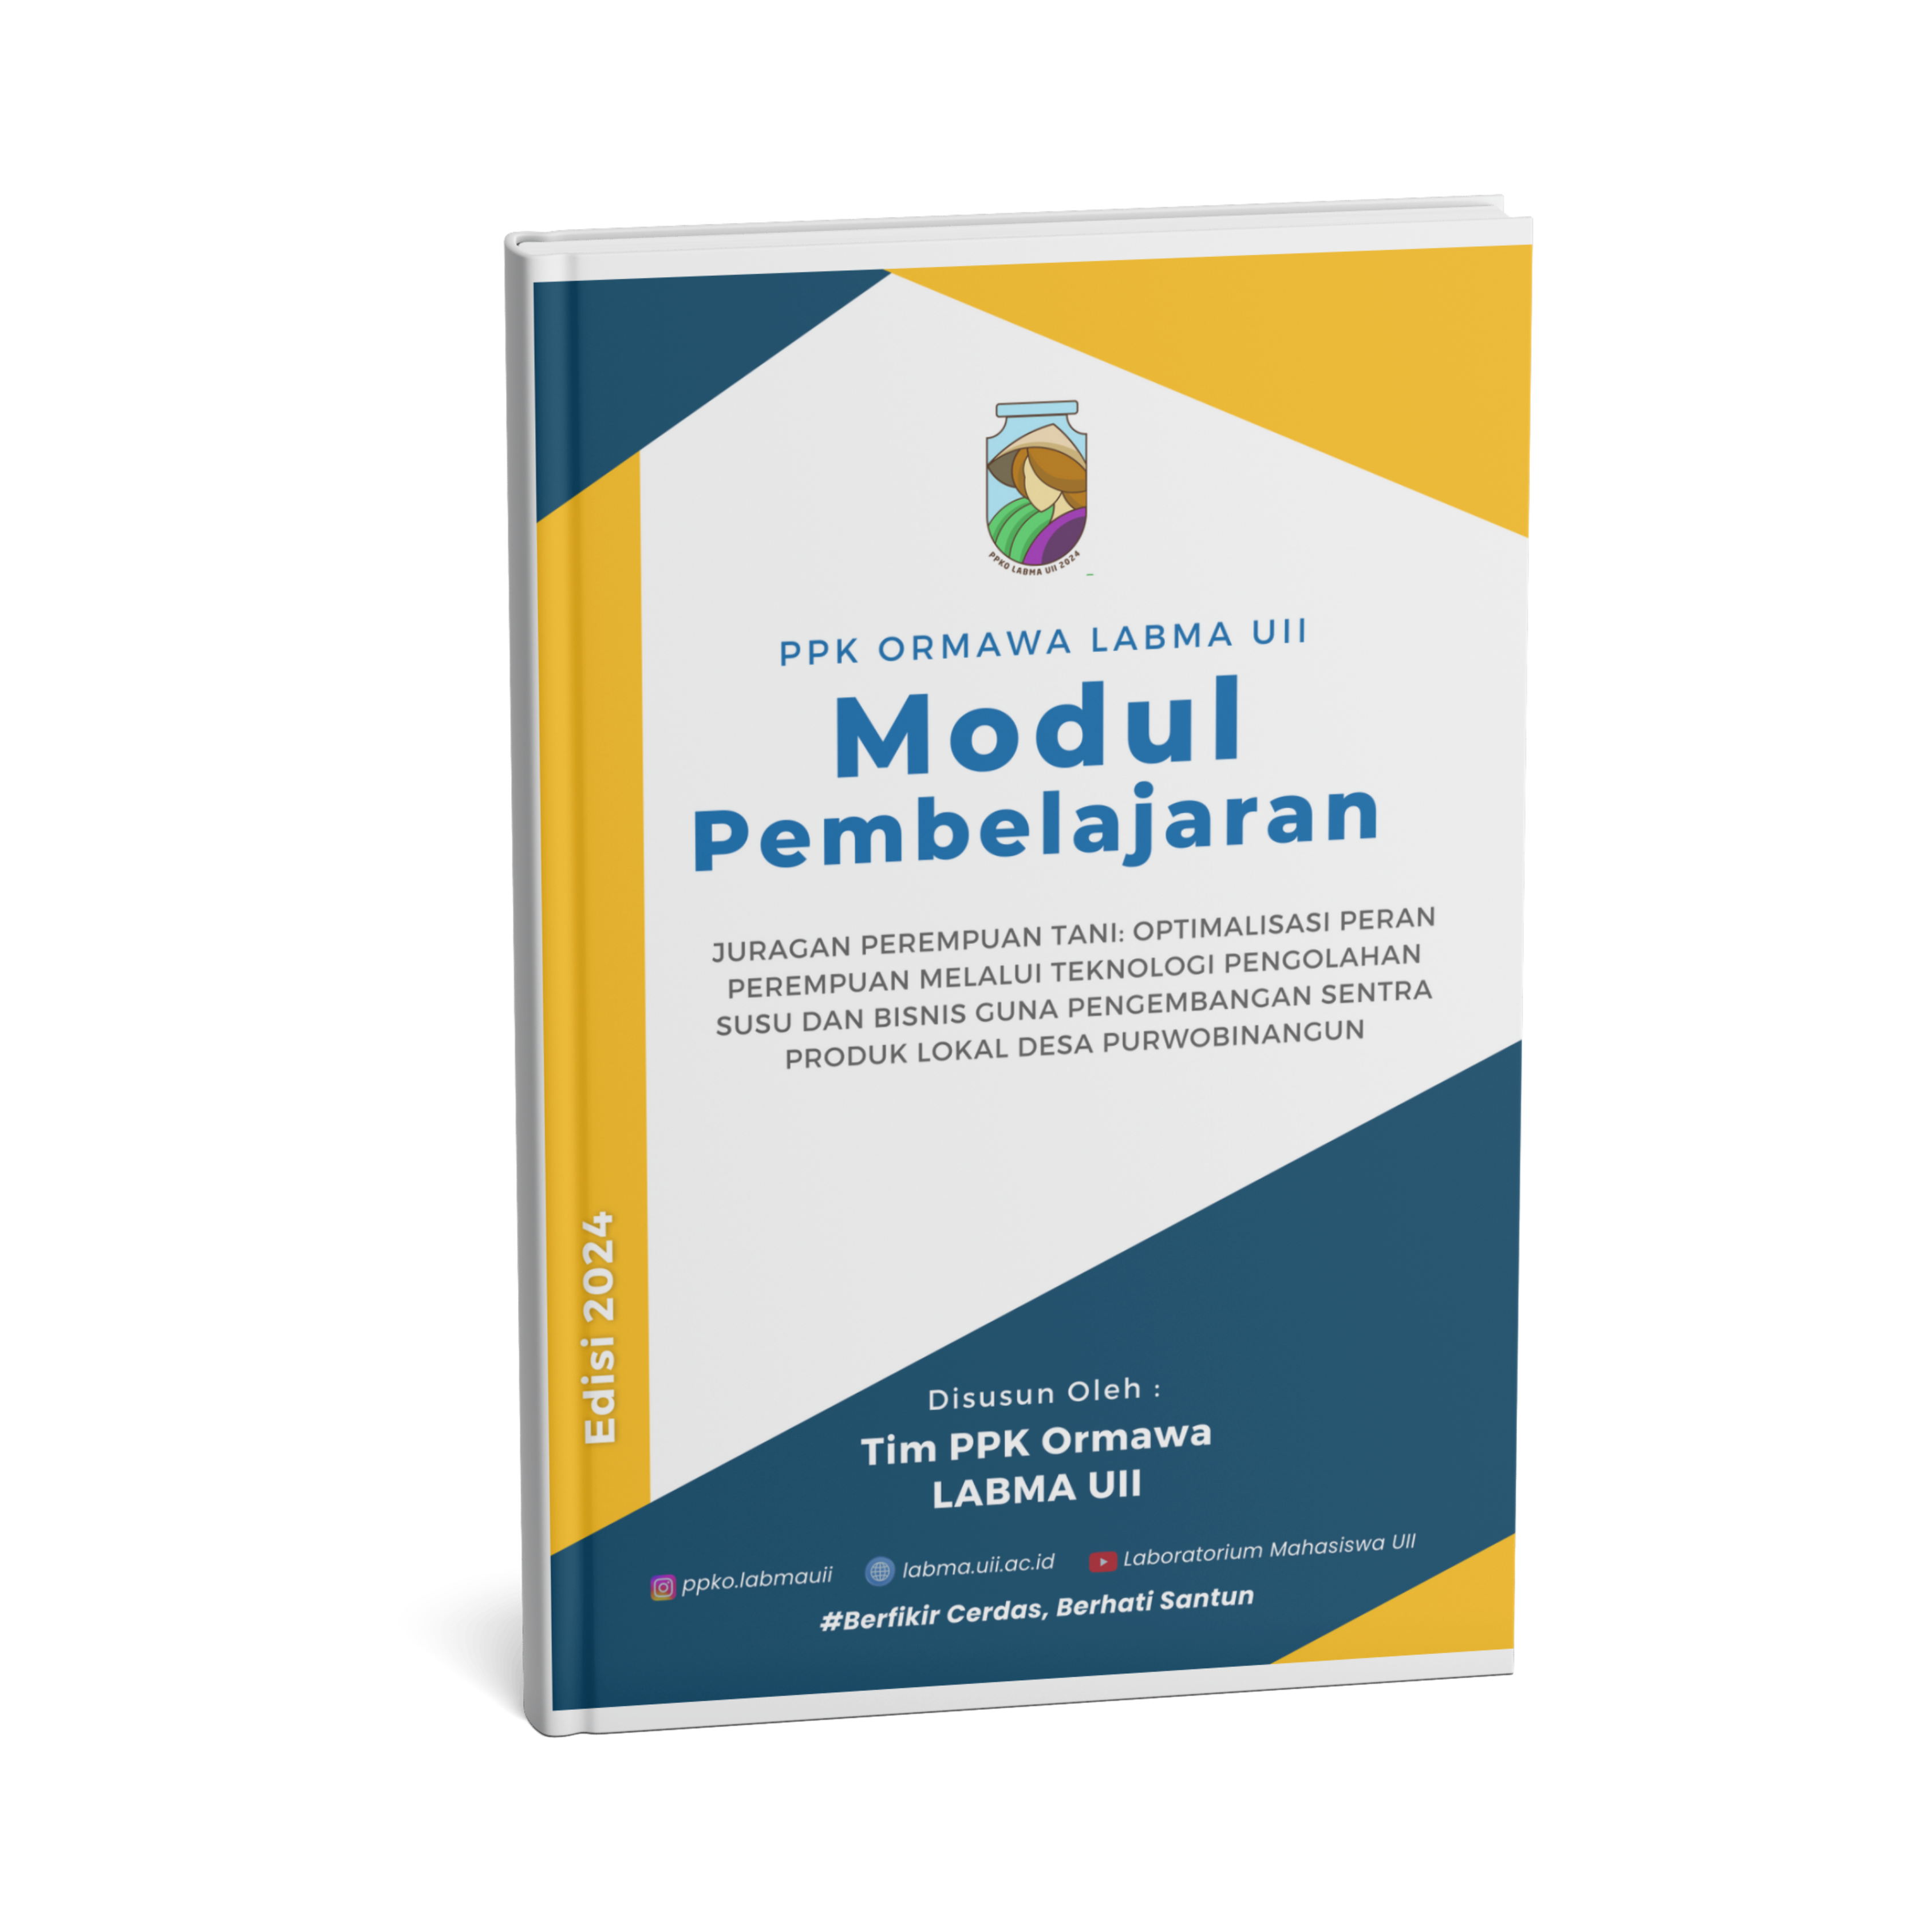 PPKO LABMA UII 2024
PPK ORMAWA LABMA UII
Modul
Pembelajaran
JURAGAN PEREMPUAN TANI: OPTIMALISASI PERAN
PEREMPUAN MELALUI TEKNOLOGI PENGOLAHAN
SUSU DAN BISNIS GUNA PENGEMBANGAN SENTRA
PRODUK LOKAL DESA PURWOBINANGUN
Edisi 2024
Disusun Oleh :
Tim PPK Ormawa
LABMA UII
ppko.labmauii labma.uii.ac.id Laboratorium Mahasiswa UII
#Berfikir Cerdas, Berhati Santun